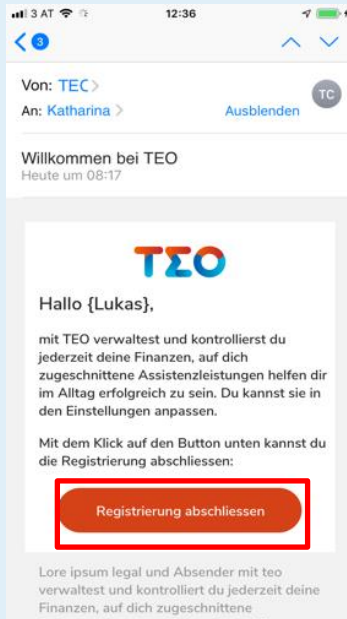 3 AT 12:36
3
Von: TEC
An: Katharina Ausblenden
TC
Willkommen bei TEO
Heute um 08:17
TΣO
Hallo {Lukas},
mit TEO verwaltest und kontrollierst du
jederzeit deine Finanzen, auf dich
zugeschnittene Assistenzleistungen helfen dir
im Alltag erfolgreich zu sein. Du kannst sie in
den Einstellungen anpassen.
Mit dem Klick auf den Button unten kannst du
die Registrierung abschliessen:
Registrierung abschliessen
Lore ipsum legal und Absender mit teo
verwaltest und kontrolliert du jederzeit deine
Finanzen, auf dich zugeschnittene